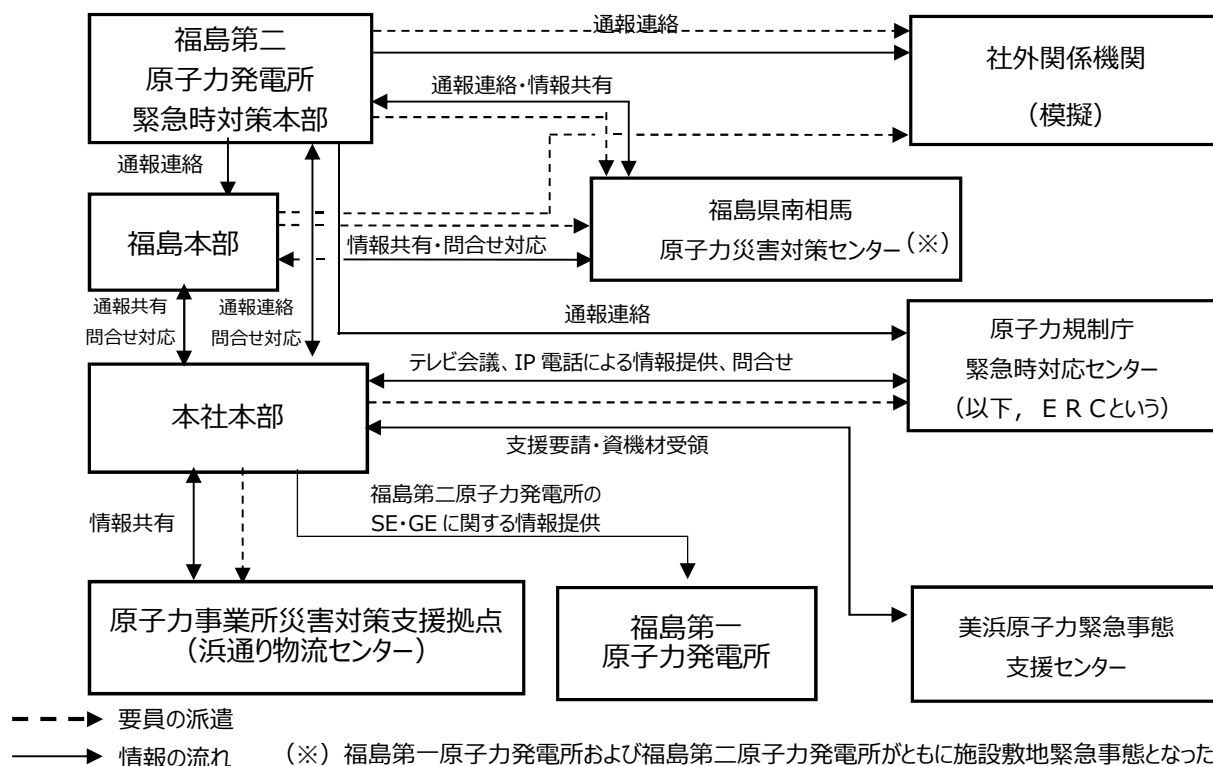 福島第二
原子力発電所
緊急時対策本部
通報連絡
社外関係機関
（模擬）
通報連絡・情報共有
通報連絡
福島本部
福島県南相馬
原子力災害対策センター（※）
情報共有・問合せ対応
通報共有
問合せ対応
通報連絡
問合せ対応
通報連絡
原子力規制庁
緊急時対応センター
（以下，ＥＲＣという）
テレビ会議、IP 電話による情報提供、問合せ
本社本部
支援要請・資機材受領
福島第二原子力発電所の
SE・GE に関する情報提供
情報共有
原子力事業所災害対策支援拠点
（浜通り物流センター）
福島第一
原子力発電所
美浜原子力緊急事態
支援センター
要員の派遣
情報の流れ
（※）福島第一原子力発電所および福島第二原子力発電所がともに施設敷地緊急事態となった